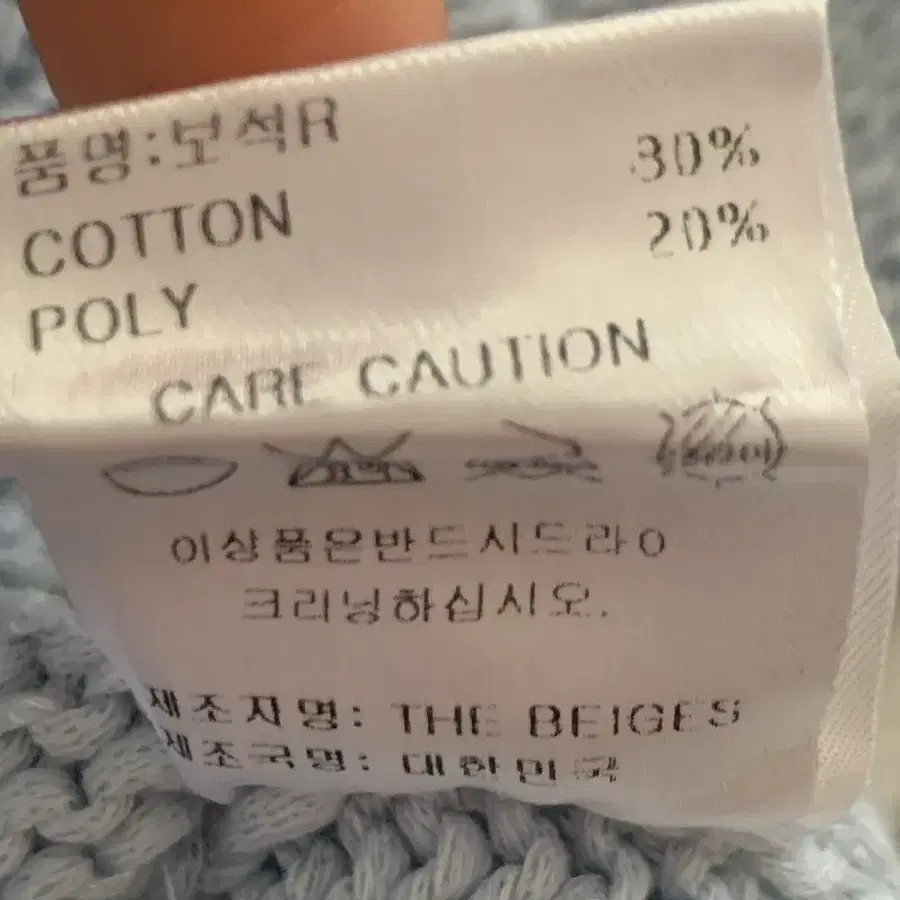 품명:보석R
COTTON 80%
POLY 20%
CARE CAUTION
이상품은반드시드라이
크리닝하십시오.
제조자명: THE BEIGES
제조국명: 대한민국